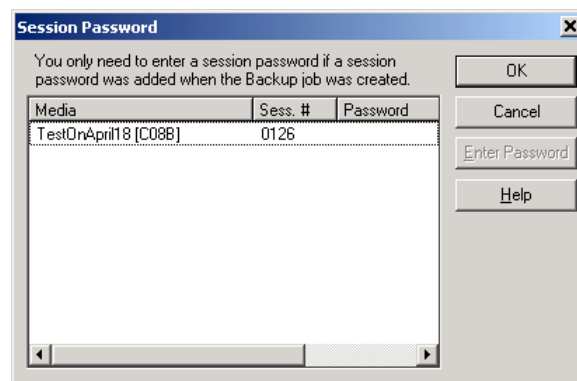 Session Password
You only need to enter a session password if a session
password was added when the Backup job was created.
OK
Media Sess. # Password
Cancel
TestOnApril18 [C08B] 0126
Enter Password
Help